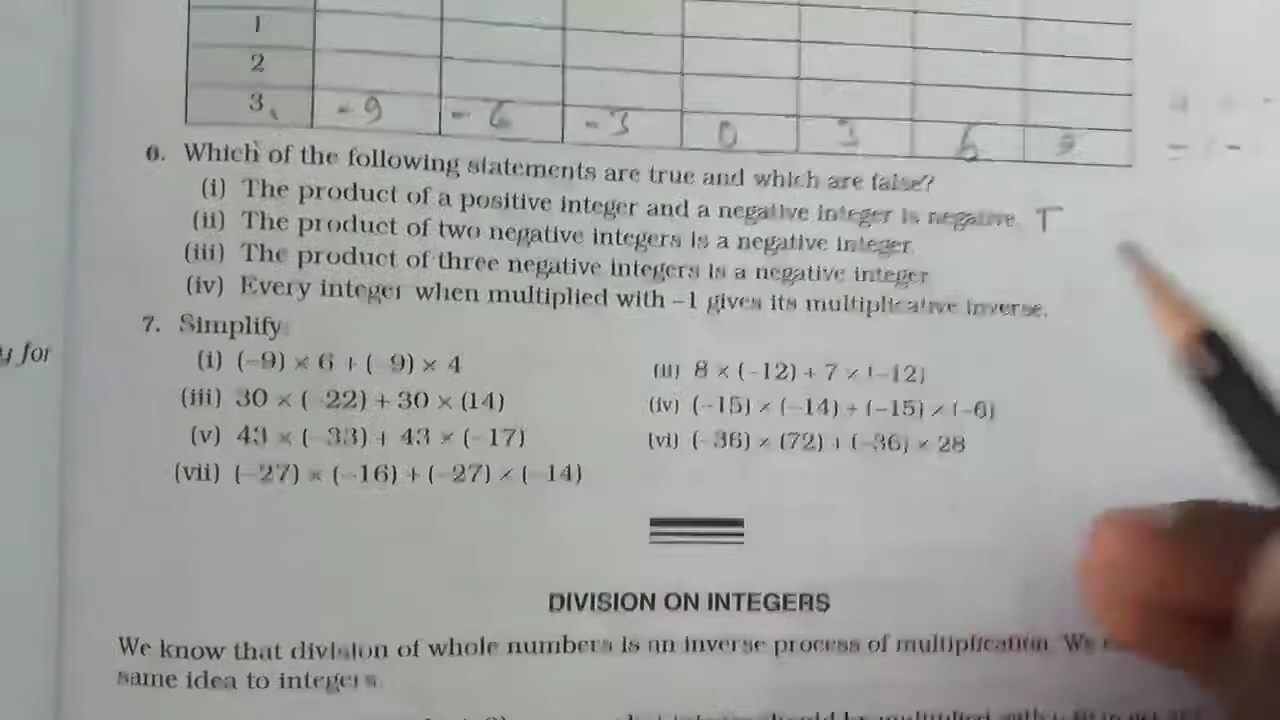 1
2
3 -9 -6 -3 0 3 6 9
6. Which of the following statements are true and which are false?
(i) The product of a positive integer and a negative integer is negative. T
(ii) The product of two negative integers is a negative integer.
(iii) The product of three negative integers is a negative integer
(iv) Every integer when multiplied with -1 gives its multiplicative inverse.
7. Simplify
(i) (-9) × 6 + (-9) × 4 (ii) 8 × (-12) + 7 × (-12)
(iii) 30 × (-22) + 30 × (14) (iv) (-15) × (-14) + (-15) × (-6)
(v) 43 × (-33) + 43 × (-17) (vi) (-36) × (72) + (-36) × 28
(vii) (-27) × (-16) + (-27) × (-14)
y for
DIVISION ON INTEGERS
We know that division of whole numbers is an inverse process of multiplication. We
same idea to integers.
should be multiplied with